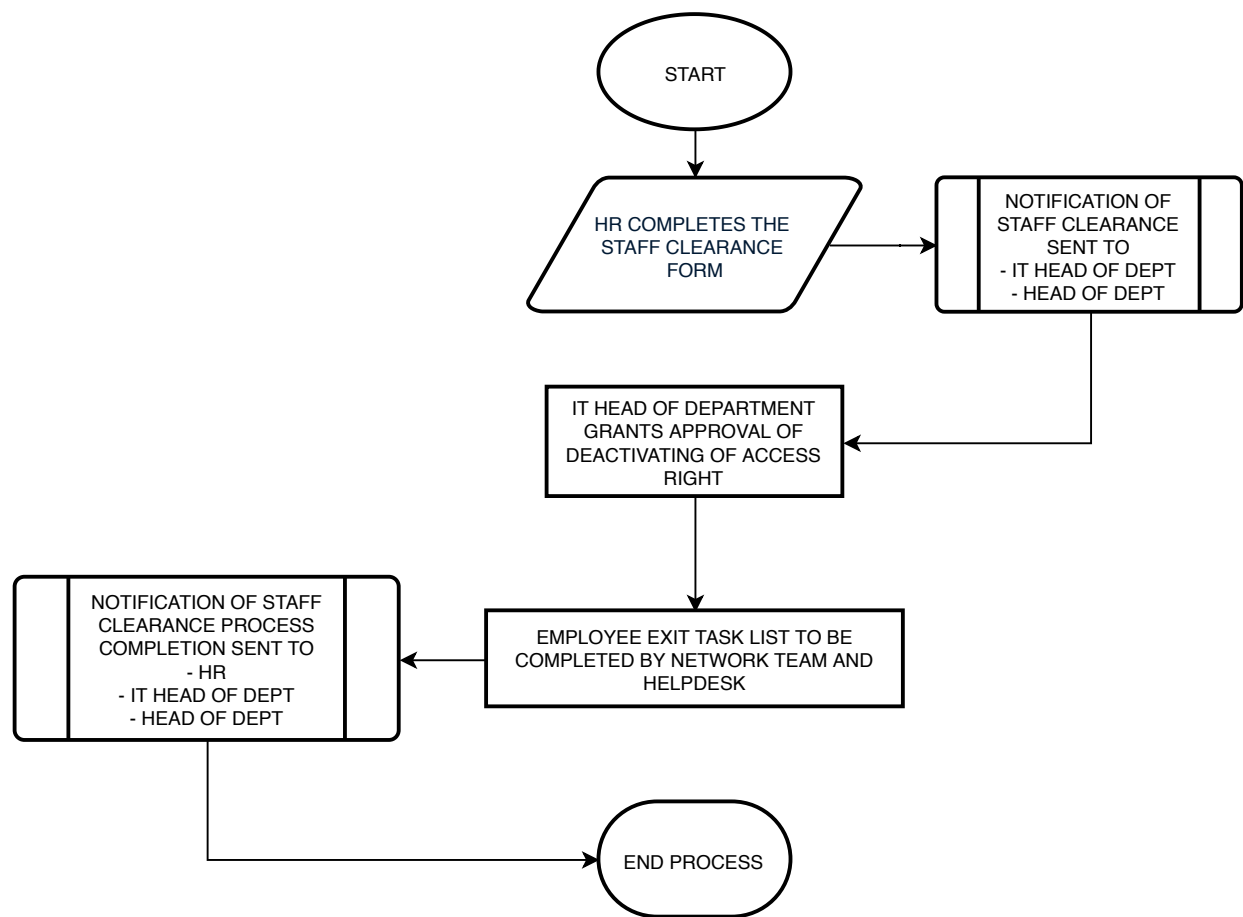 START
HR COMPLETES THE
STAFF CLEARANCE
FORM
NOTIFICATION OF
STAFF CLEARANCE
SENT TO
- IT HEAD OF DEPT
- HEAD OF DEPT
IT HEAD OF DEPARTMENT
GRANTS APPROVAL OF
DEACTIVATING OF ACCESS
RIGHT
EMPLOYEE EXIT TASK LIST TO BE
COMPLETED BY NETWORK TEAM AND
HELPDESK
NOTIFICATION OF STAFF
CLEARANCE PROCESS
COMPLETION SENT TO
- HR
- IT HEAD OF DEPT
- HEAD OF DEPT
END PROCESS